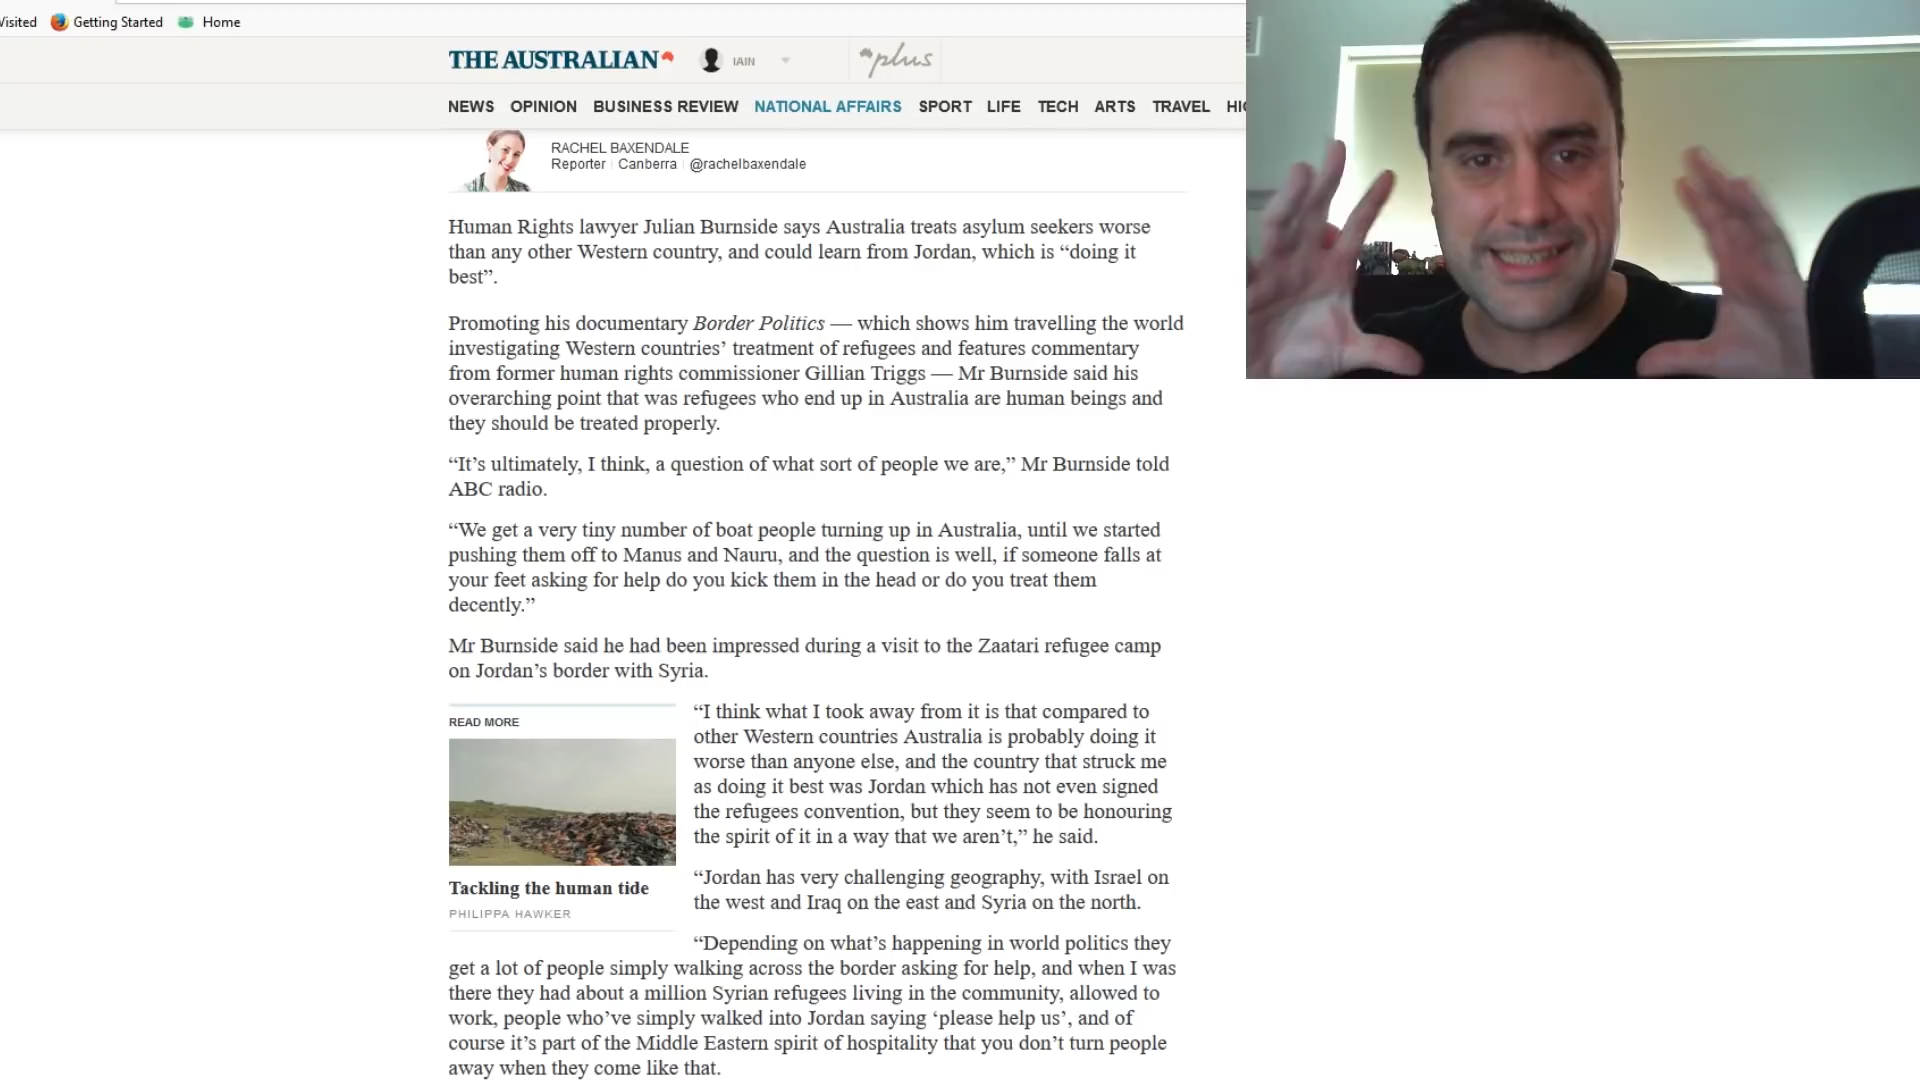 Getting Started Home
THE AUSTRALIAN IAIN plus
NEWS OPINION BUSINESS REVIEW NATIONAL AFFAIRS SPORT LIFE TECH ARTS TRAVEL
RACHEL BAXENDALE
Reporter Canberra @rachelbaxendale
Human Rights lawyer Julian Burnside says Australia treats asylum seekers worse
than any other Western country, and could learn from Jordan, which is “doing it
best”.
Promoting his documentary Border Politics — which shows him travelling the world
investigating Western countries’ treatment of refugees and features commentary
from former human rights commissioner Gillian Triggs — Mr Burnside said his
overarching point that was refugees who end up in Australia are human beings and
they should be treated properly.
“It’s ultimately, I think, a question of what sort of people we are,” Mr Burnside told
ABC radio.
“We get a very tiny number of boat people turning up in Australia, until we started
pushing them off to Manus and Nauru, and the question is well, if someone falls at
your feet asking for help do you kick them in the head or do you treat them
decently.”
Mr Burnside said he had been impressed during a visit to the Zaatari refugee camp
on Jordan’s border with Syria.
READ MORE
Tackling the human tide
PHILIPPA HAWKER
“I think what I took away from it is that compared to
other Western countries Australia is probably doing it
worse than anyone else, and the country that struck me
as doing it best was Jordan which has not even signed
the refugees convention, but they seem to be honouring
the spirit of it in a way that we aren’t,” he said.
“Jordan has very challenging geography, with Israel on
the west and Iraq on the east and Syria on the north.
“Depending on what’s happening in world politics they
get a lot of people simply walking across the border asking for help, and when I was
there they had about a million Syrian refugees living in the community, allowed to
work, people who’ve simply walked into Jordan saying ‘please help us’, and of
course it’s part of the Middle Eastern spirit of hospitality that you don’t turn people
away when they come like that.